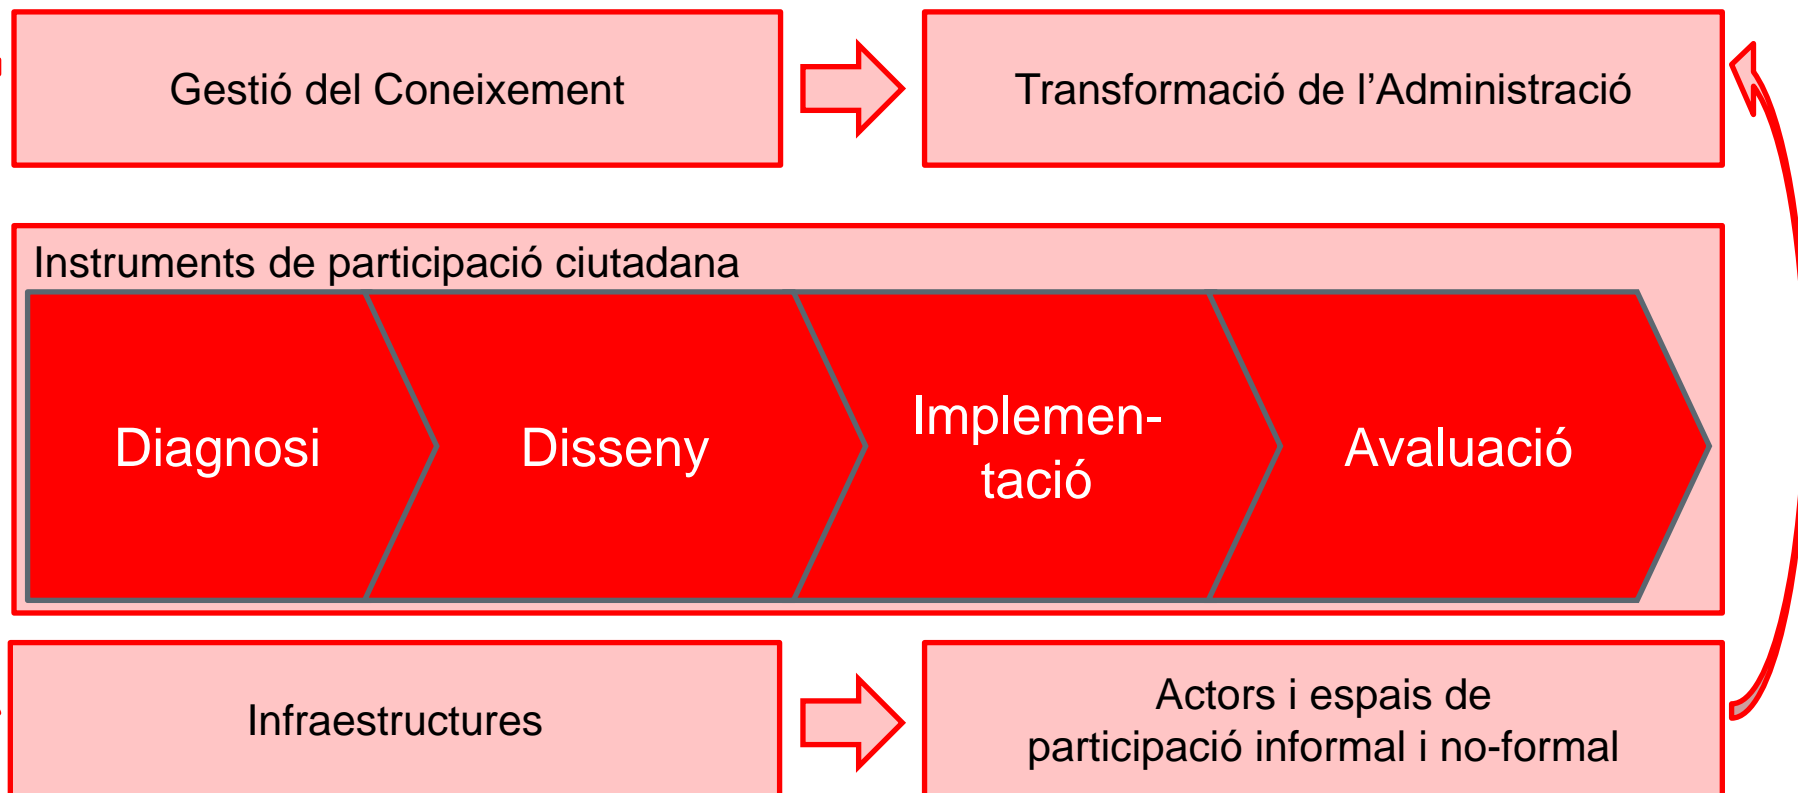 Gestió del Coneixement
Transformació de l’Administració
Instruments de participació ciutadana
Diagnosi
Disseny
Implemen-
tació
Avaluació
Infraestructures
Actors i espais de
participació informal i no-formal